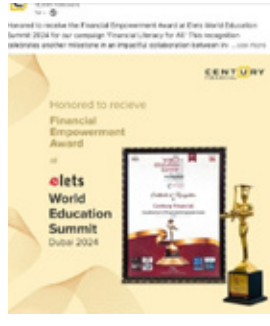 Honored to receive the Financial Empowerment Award at Elets World Education
Summit 2024 for our campaign 'Financial Literacy for All' This recognition
celebrates another milestone in an impactful collaboration between
CENTURY
FINANCIAL
Honored to recieve
Financial
Empowerment
Award
at
elets
World
Education
Summit
Dubai 2024
Century Financial